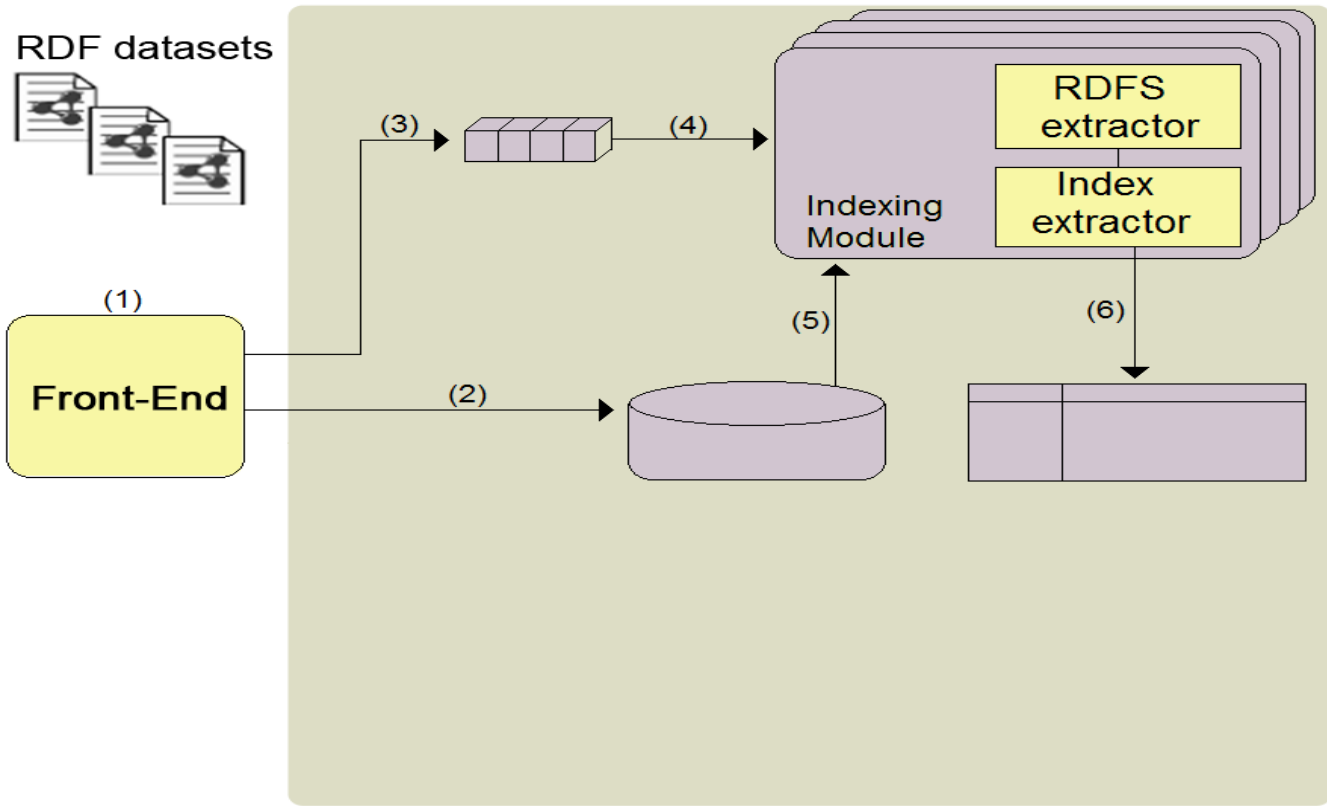 RDF datasets
(3)
(4)
RDFS
extractor
Index
extractor
Indexing
Module
(1)
(5)
(6)
Front-End
(2)